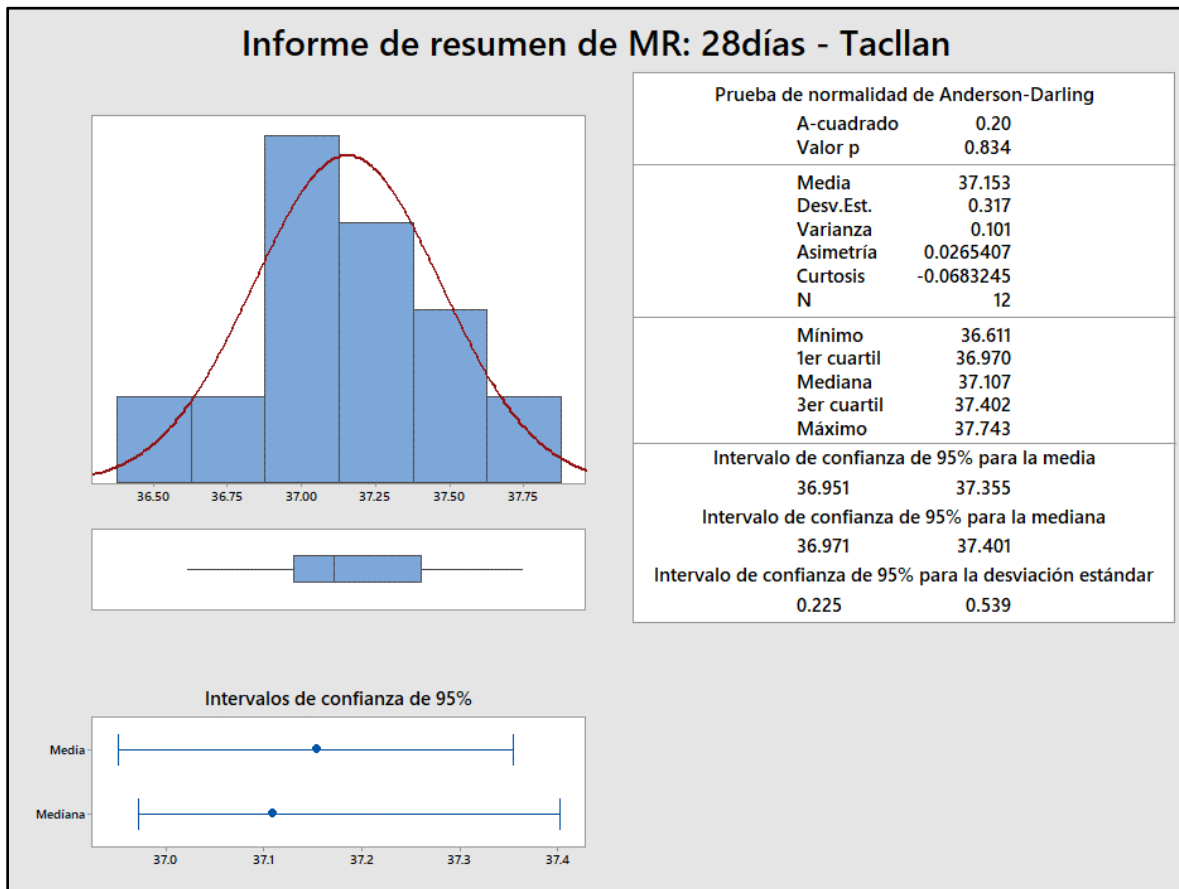 Informe de resumen de MR: 28días - Tacllan
36.50 36.75 37.00 37.25 37.50 37.75
Prueba de normalidad de Anderson-Darling
A-cuadrado 0.20
Valor p 0.834
Media 37.153
Desv.Est. 0.317
Varianza 0.101
Asimetría 0.0265407
Curtosis -0.0683245
N 12
Mínimo 36.611
1er cuartil 36.970
Mediana 37.107
3er cuartil 37.402
Máximo 37.743
Intervalo de confianza de 95% para la media
36.951 37.355
Intervalo de confianza de 95% para la mediana
36.971 37.401
Intervalo de confianza de 95% para la desviación estándar
0.225 0.539
Intervalos de confianza de 95%
Media
Mediana
37.0 37.1 37.2 37.3 37.4